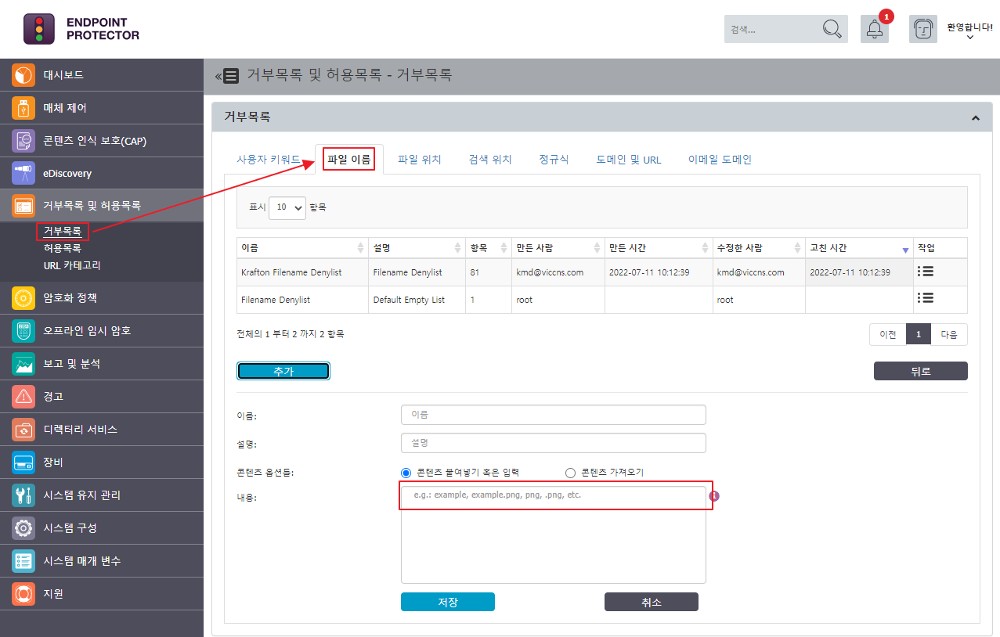 ENDPOINT
PROTECTOR
검색...
1
환영합니다!
대시보드
매체 제어
콘텐츠 인식 보호(CAP)
eDiscovery
거부목록 및 허용목록
거부목록
허용목록
URL 카테고리
암호화 정책
오프라인 임시 암호
보고 및 분석
경고
디렉터리 서비스
장비
시스템 유지 관리
시스템 구성
시스템 매개 변수
지원
거부목록 및 허용목록 - 거부목록
거부목록
사용자 키워드 파일 이름 파일 위치 검색 위치 정규식 도메인 및 URL 이메일 도메인
표시 10 항목
이름 설명 항목 만든 사람 만든 시간 수정한 사람 고친 시간 작업
Krafton Filename Denylist Filename Denylist 81 kmd@viccns.com 2022-07-11 10:12:39 kmd@viccns.com 2022-07-11 10:12:39
Filename Denylist Default Empty List 1 root root
전체의 1 부터 2 까지 2 항목
이전 1 다음
추가 뒤로
이름: 이름
설명: 설명
콘텐츠 옵션들: 콘텐츠 붙여넣기 혹은 입력 콘텐츠 가져오기
내용: e.g.: example, example.png, png, .png, etc.
저장 취소